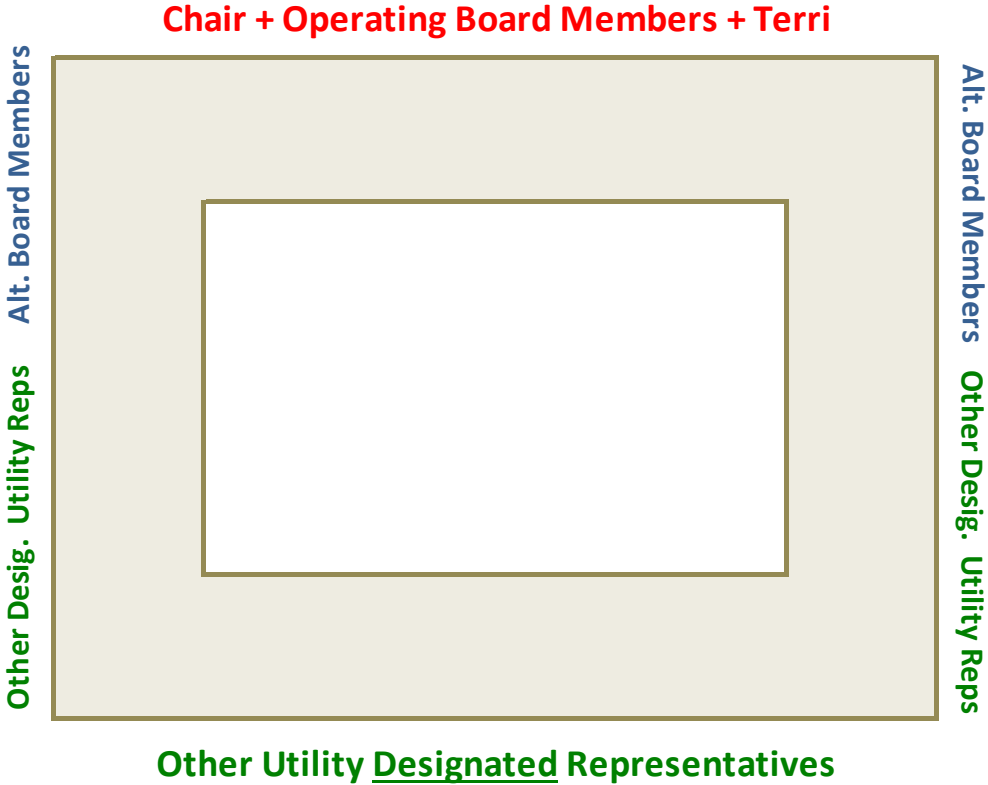 Chair + Operating Board Members + Terri
Alt. Board Members
Other Desig. Utility Reps
Alt. Board Members
Other Desig. Utility Reps
Other Utility Designated Representatives